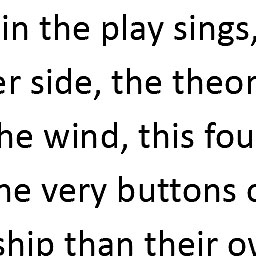 in the play sings,
er side, the theor
he wind, this fou
he very buttons o
ship than their ov